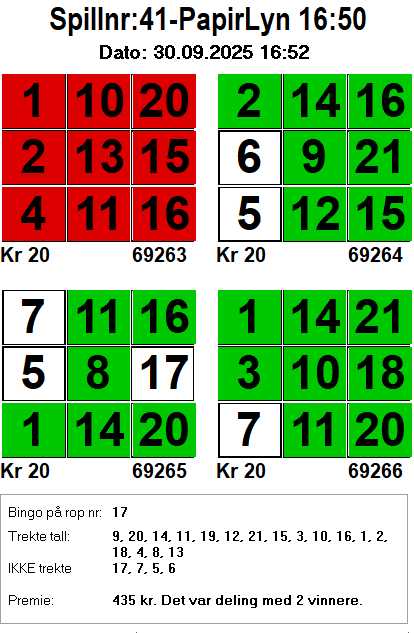 Spillnr:41-PapirLyn 16:50
Dato: 30.09.2025 16:52
1 10 20
2 13 15
4 11 16
Kr 20 69263
2 14 16
6 9 21
5 12 15
Kr 20 69264
7 11 16
5 8 17
1 14 20
Kr 20 69265
1 14 21
3 10 18
7 11 20
Kr 20 69266
Bingo på rop nr: 17
Trekte tall: 9, 20, 14, 11, 19, 12, 21, 15, 3, 10, 16, 1, 2,
18, 4, 8, 13
IKKE trekte 17, 7, 5, 6
Premie: 435 kr. Det var deling med 2 vinnere.